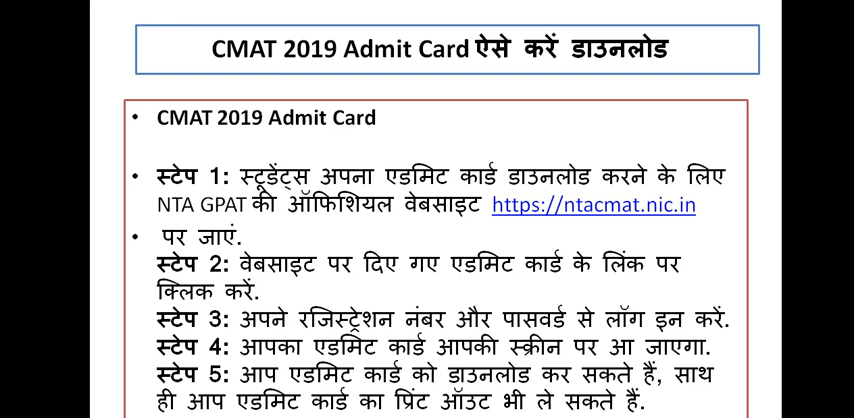 CMAT 2019 Admit Card ऐसे करें डाउनलोड
• CMAT 2019 Admit Card
• स्टेप 1: स्टूडेंट्स अपना एडमिट कार्ड डाउनलोड करने के लिए
NTA GPAT की ऑफिशियल वेबसाइट https://ntacmat.nic.in
• पर जाएं.
स्टेप 2: वेबसाइट पर दिए गए एडमिट कार्ड के लिंक पर
क्लिक करें.
स्टेप 3: अपने रजिस्ट्रेशन नंबर और पासवर्ड से लॉग इन करें.
स्टेप 4: आपका एडमिट कार्ड आपकी स्क्रीन पर आ जाएगा.
स्टेप 5: आप एडमिट कार्ड को डाउनलोड कर सकते हैं, साथ
ही आप एडमिट कार्ड का प्रिंट ऑउट भी ले सकते हैं.